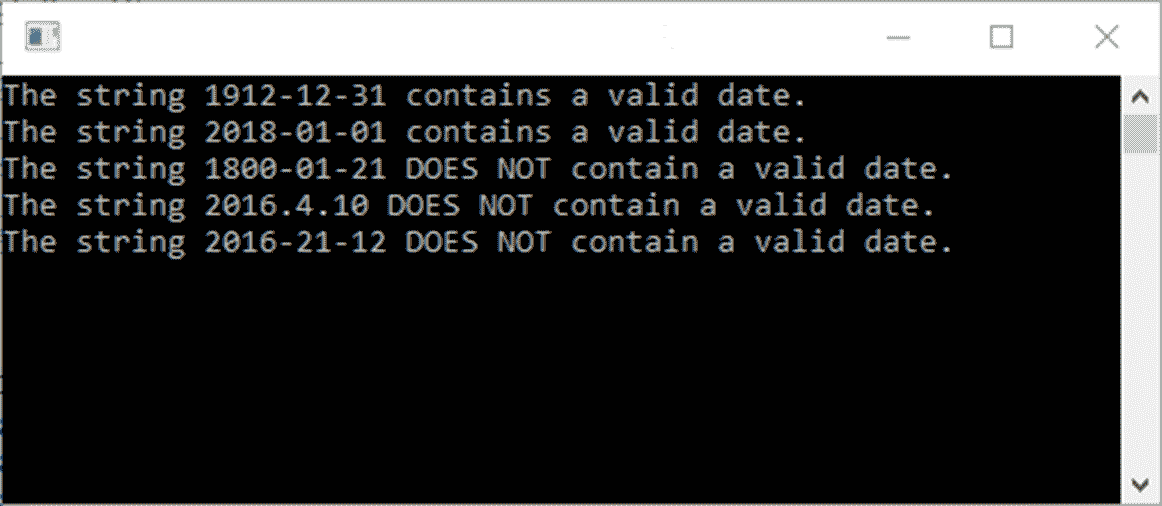 The string 1912-12-31 contains a valid date.
The string 2018-01-01 contains a valid date.
The string 1800-01-21 DOES NOT contain a valid date.
The string 2016.4.10 DOES NOT contain a valid date.
The string 2016-21-12 DOES NOT contain a valid date.